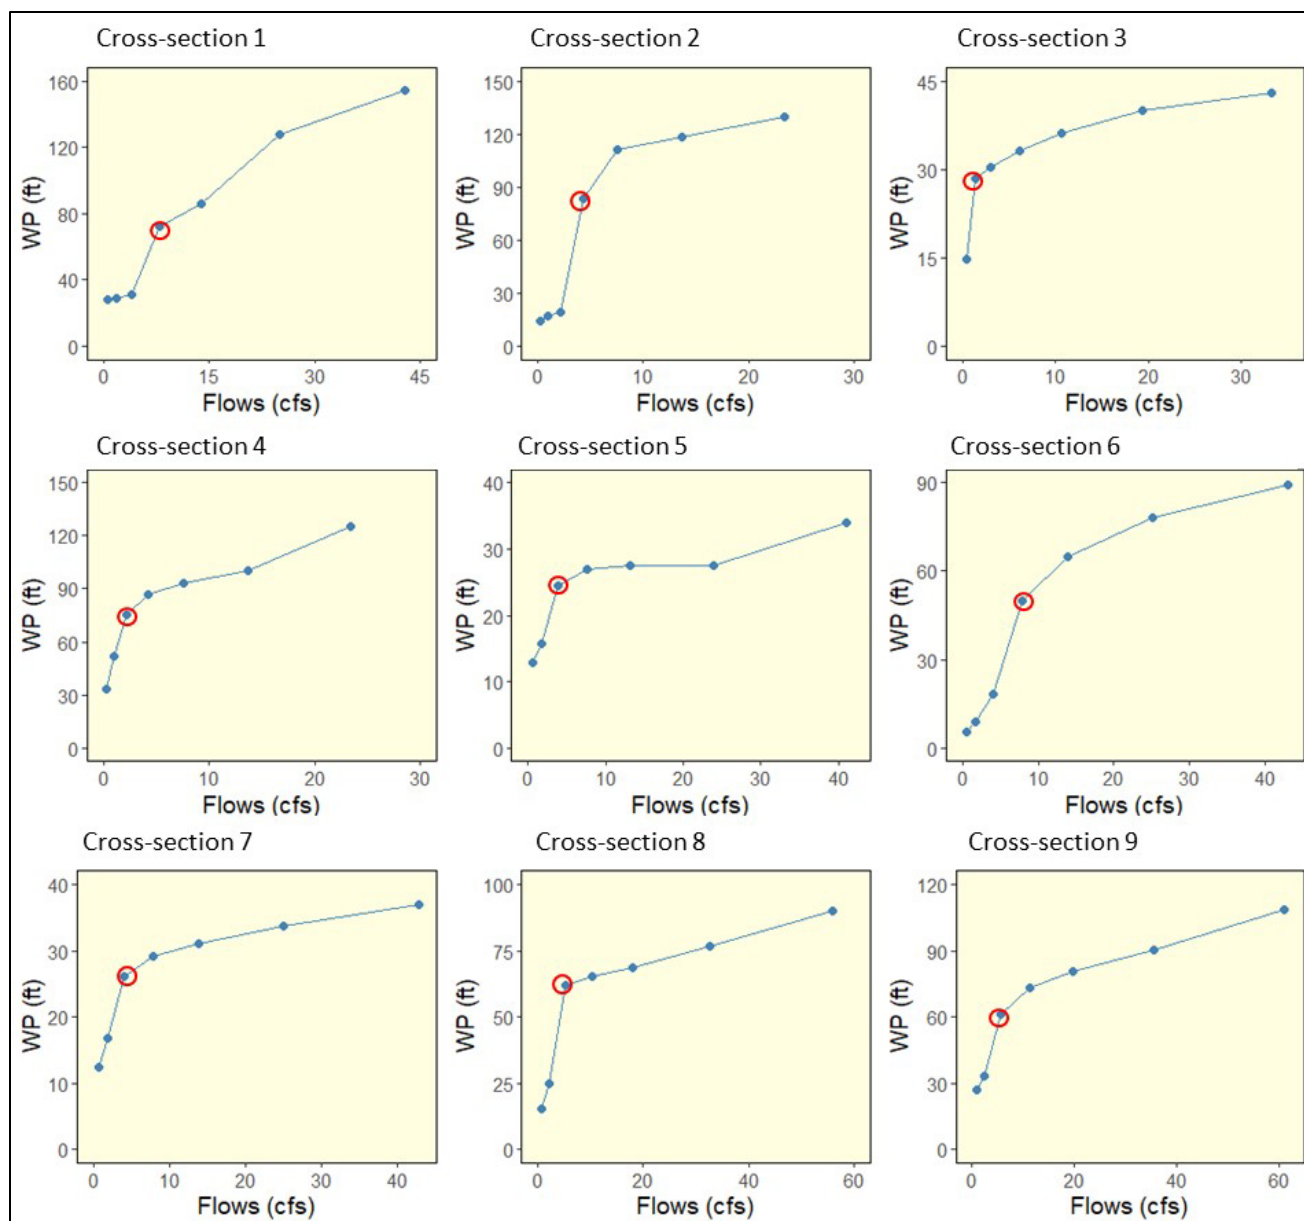 Cross-section 1
160
120
80
40
0
WP (ft)
0 15 30 45
Flows (cfs)
Cross-section 2
150
120
90
60
30
0
WP (ft)
0 10 20 30
Flows (cfs)
Cross-section 3
45
30
15
0
WP (ft)
0 10 20 30
Flows (cfs)
Cross-section 4
150
120
90
60
30
0
WP (ft)
0 10 20 30
Flows (cfs)
Cross-section 5
40
30
20
10
0
WP (ft)
0 10 20 30 40
Flows (cfs)
Cross-section 6
90
60
30
0
WP (ft)
0 10 20 30 40
Flows (cfs)
Cross-section 7
40
30
20
10
0
WP (ft)
0 10 20 30 40
Flows (cfs)
Cross-section 8
100
75
50
25
0
WP (ft)
0 20 40 60
Flows (cfs)
Cross-section 9
120
90
60
30
0
WP (ft)
0 20 40 60
Flows (cfs)